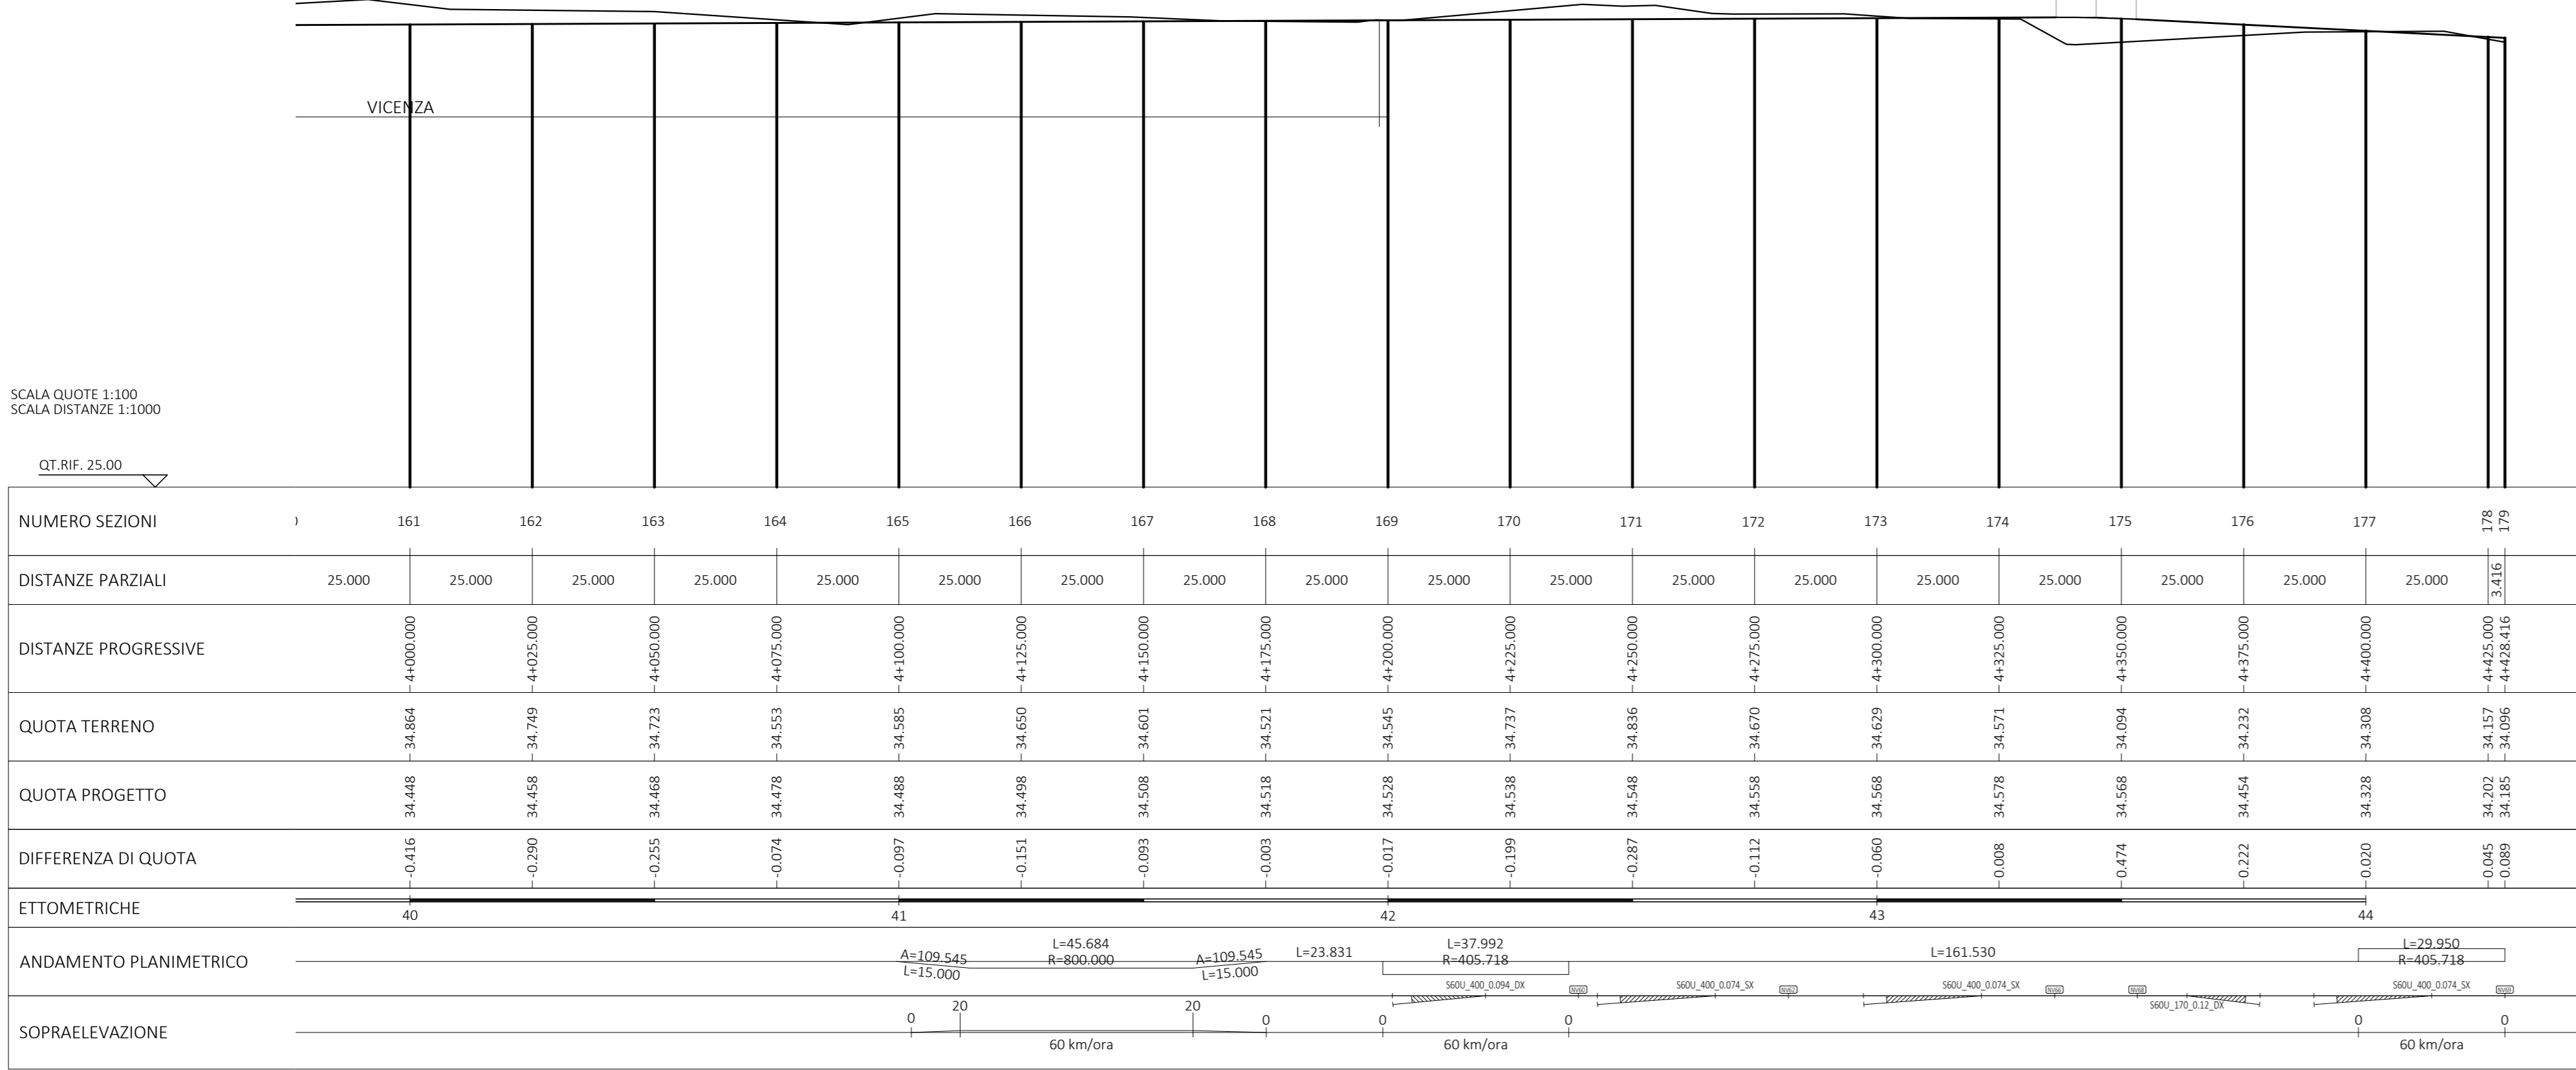 VICENZA
SCALA QUOTE 1:100
SCALA DISTANZE 1:1000
QT.RIF. 25.00
NUMERO SEZIONI 161 162 163 164 165 166 167 168 169 170 171 172 173 174 175 176 177 178 179
DISTANZE PARZIALI 25.000 25.000 25.000 25.000 25.000 25.000 25.000 25.000 25.000 25.000 25.000 25.000 25.000 25.000 25.000 25.000 25.000 25.000 3.416
DISTANZE PROGRESSIVE 4+000.000 4+025.000 4+050.000 4+075.000 4+100.000 4+125.000 4+150.000 4+175.000 4+200.000 4+225.000 4+250.000 4+275.000 4+300.000 4+325.000 4+350.000 4+375.000 4+400.000 4+425.000 4+428.416
QUOTA TERRENO 34.864 34.749 34.723 34.553 34.585 34.650 34.601 34.521 34.545 34.737 34.836 34.670 34.629 34.571 34.094 34.232 34.308 34.157 34.096
QUOTA PROGETTO 34.448 34.458 34.468 34.478 34.488 34.498 34.508 34.518 34.528 34.538 34.548 34.558 34.568 34.578 34.568 34.454 34.328 34.202 34.185
DIFFERENZA DI QUOTA -0.416 -0.290 -0.255 -0.074 -0.097 -0.151 -0.093 -0.003 -0.017 -0.199 -0.287 -0.112 -0.060 0.008 0.474 0.222 0.020 0.045 0.089
ETTOMETRICHE 40 41 42 43 44
ANDAMENTO PLANIMETRICO
A=109.545
L=15.000
L=45.684
R=800.000
A=109.545
L=15.000
L=23.831
L=37.992
R=405.718
L=161.530
L=29.950
R=405.718
S60U_400_0.094_DX NV60 S60U_400_0.074_SX NV62 S60U_400_0.074_SX NV66 NV68 S60U_170_0.12_DX S60U_400_0.074_SX NV69
SOPRAELEVAZIONE
0 20 20 0 0 0 0 0
60 km/ora 60 km/ora 60 km/ora